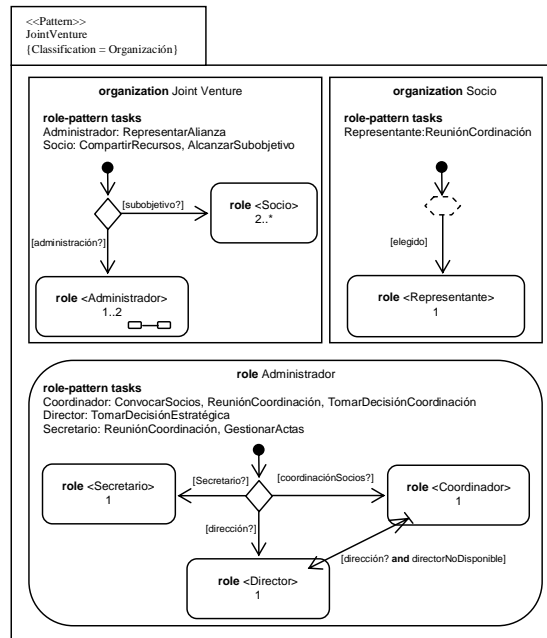 <<Pattern>>
JointVenture
{Classification = Organización}
organization Joint Venture
role-pattern tasks
Administrador: RepresentarAlianza
Socio: CompartirRecursos, AlcanzarSubobjetivo
[subobjetivo?]
role <Socio>
2..*
[administración?]
role <Administrador>
1..2
organization Socio
role-pattern tasks
Representante:ReuniónCordinación
[elegido]
role <Representante>
1
role Administrador
role-pattern tasks
Coordinador: ConvocarSocios, ReuniónCoordinación, TomarDecisiónCoordinación
Director: TomarDecisiónEstratégica
Secretario: ReuniónCoordinación, GestionarActas
role <Secretario>
1
[Secretario?]
[coordinaciónSocios?]
role <Coordinador>
1
[dirección?]
[dirección? and directorNoDisponible]
role <Director>
1